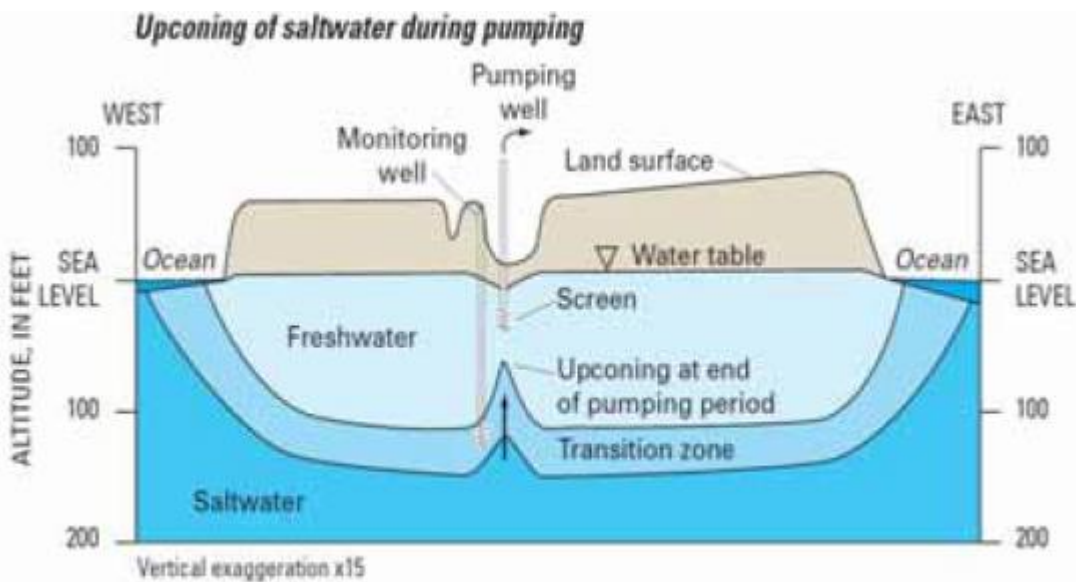 Upconing of saltwater during pumping
Pumping
well
WEST
EAST
Monitoring
well
100
100
Land surface
SEA
LEVEL
Ocean
Water table
Ocean
SEA
LEVEL
Screen
Freshwater
ALTITUDE, IN FEET
Upconing at end
of pumping period
100
100
Transition zone
Saltwater
200
200
Vertical exaggeration x15